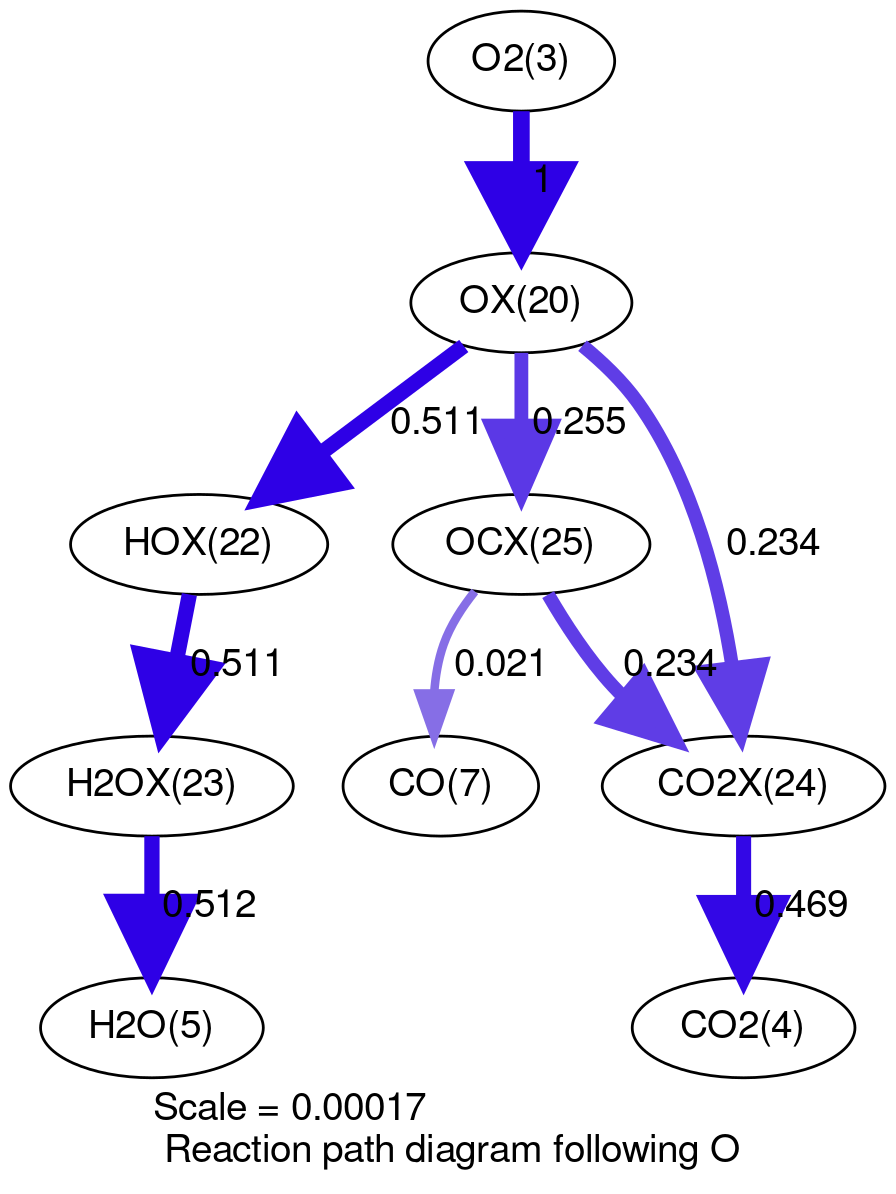 O2(3)
1
OX(20)
0.511
0.255
0.234
HOX(22)
OCX(25)
0.511
0.021
0.234
H2OX(23)
CO(7)
CO2X(24)
0.512
0.469
H2O(5)
CO2(4)
Scale = 0.00017
Reaction path diagram following O